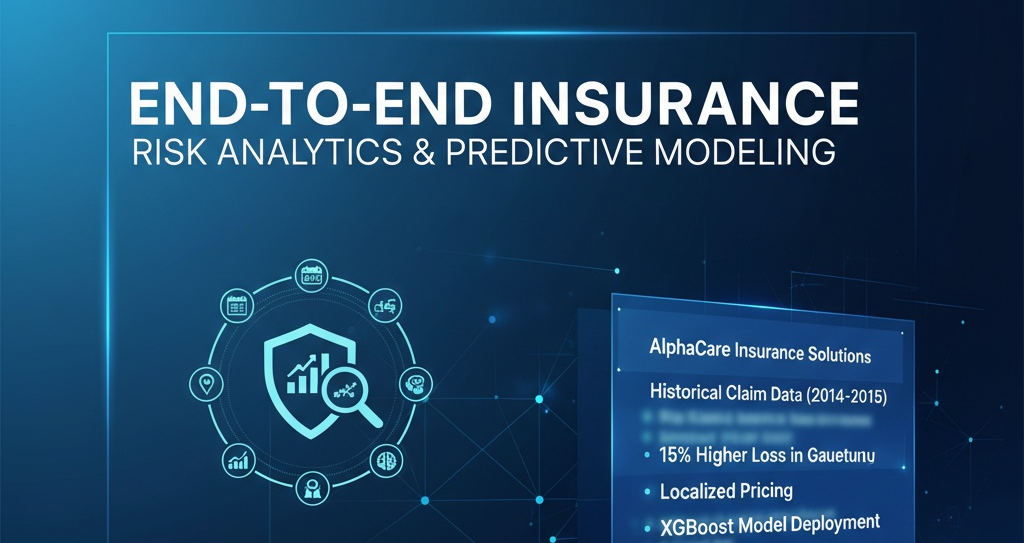 END-TO-END INSURANCE
RISK ANALYTICS & PREDICTIVE MODELING
AlphaCare Insurance Solutions
Historical Claim Data (2014-2015)
• 15% Higher Loss in Gauetunu
• Localized Pricing
• XGBoost Model Deployment